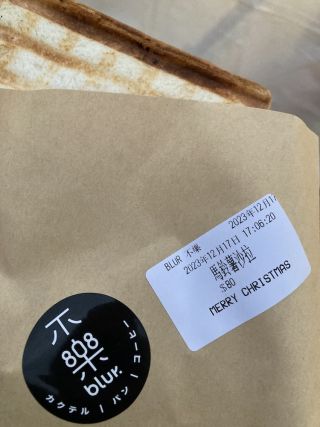 BLUR 不樂 2023年12月17
2023年12月17日 17:06:20
馬鈴薯沙拉
$80
MERRY CHRISTMAS
不
808
樂
blur.
カクテル/パン/コーヒー